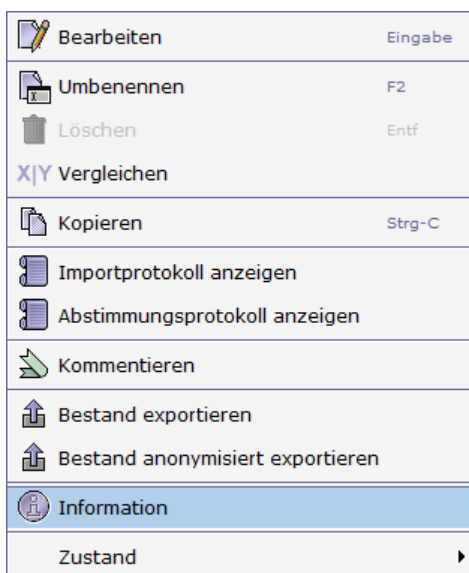 Bearbeiten Eingabe
Umbenennen F2
Löschen Entf
X|Y Vergleichen
Kopieren Strg-C
Importprotokoll anzeigen
Abstimmungsprotokoll anzeigen
Kommentieren
Bestand exportieren
Bestand anonymisiert exportieren
Information
Zustand